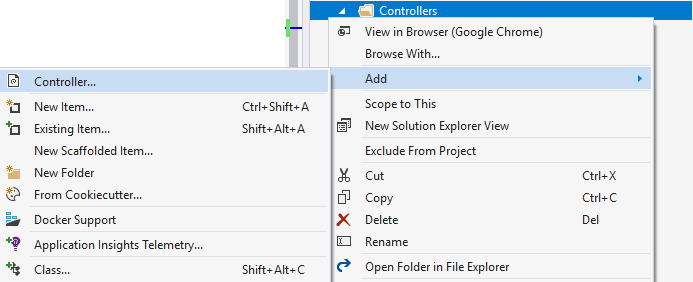 Controllers
View in Browser (Google Chrome)
Browse With...
Add
Scope to This
New Solution Explorer View
Exclude From Project
Cut Ctrl+X
Copy Ctrl+C
Delete Del
Rename
Open Folder in File Explorer
Controller...
New Item... Ctrl+Shift+A
Existing Item... Shift+Alt+A
New Scaffolded Item...
New Folder
From Cookiecutter...
Docker Support
Application Insights Telemetry...
Class... Shift+Alt+C